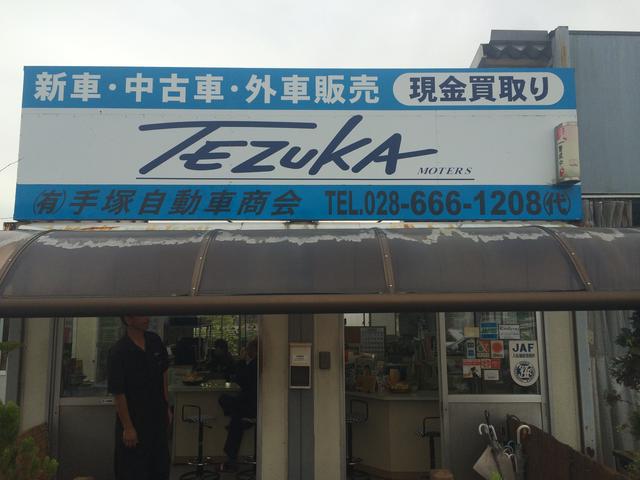 新車・中古車・外車販売 現金買取り
TEZUKA MOTERS
㈲手塚自動車商会 TEL.028-666-1208㈹
JAF